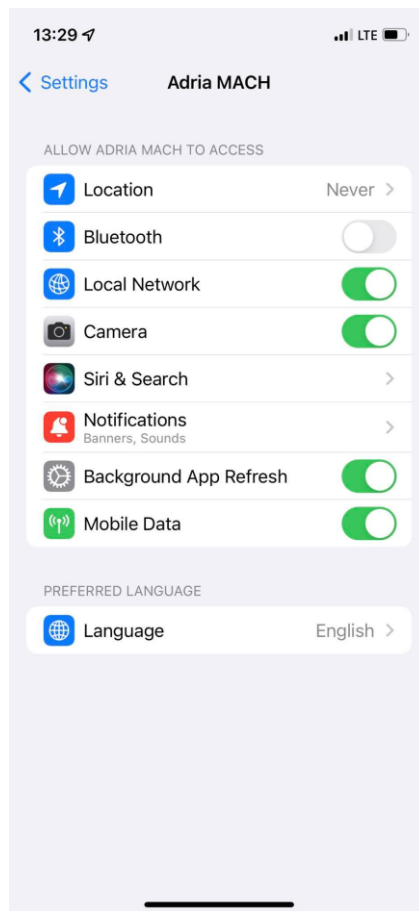 13:29 LTE
Settings Adria MACH
ALLOW ADRIA MACH TO ACCESS
Location Never
Bluetooth
Local Network
Camera
Siri & Search
Notifications
Banners, Sounds
Background App Refresh
Mobile Data
PREFERRED LANGUAGE
Language English